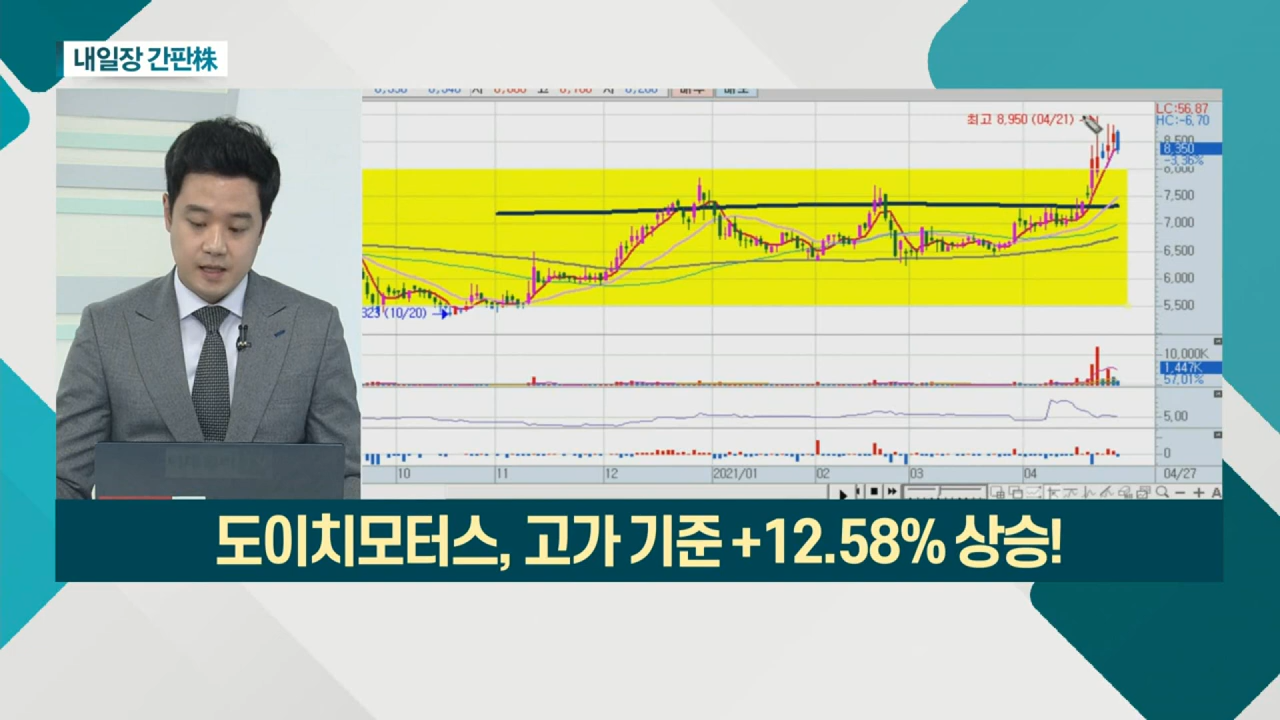 내일장 간판株
최고 8,950 (04/21)
LC:56.87
HC:-6.70
8,500
8,350
-3.36%
8,000
7,500
7,000
6,500
6,000
5,500
323 (10/20)
10,000K
1,447K
57.01%
5,00
0
10 11 12 2021/01 02 03 04 04/27
A
도이치모터스, 고가 기준 +12.58% 상승!